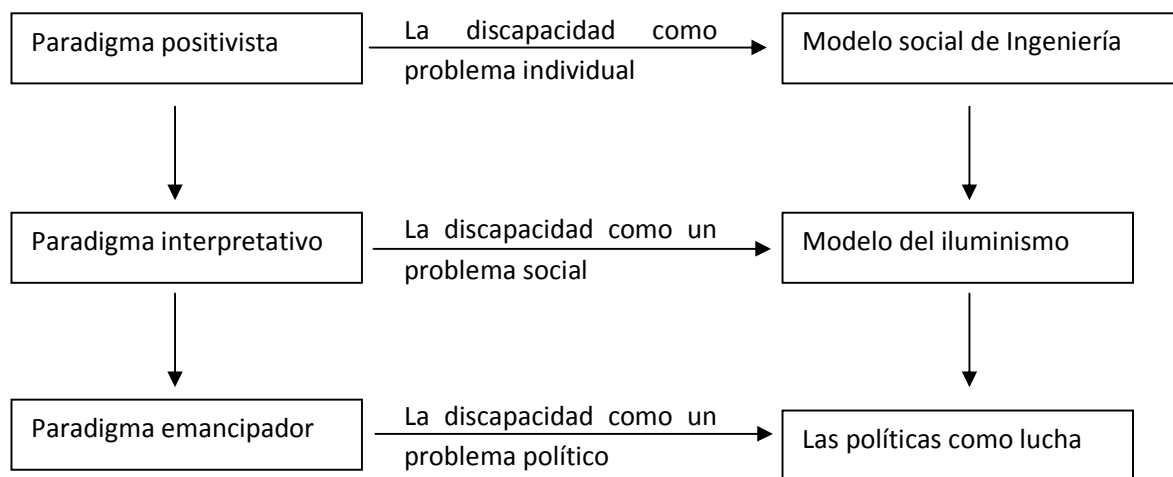 Paradigma positivista
La discapacidad como
problema individual
Modelo social de Ingeniería
Paradigma interpretativo
La discapacidad como un
problema social
Modelo del iluminismo
Paradigma emancipador
La discapacidad como un
problema político
Las políticas como lucha